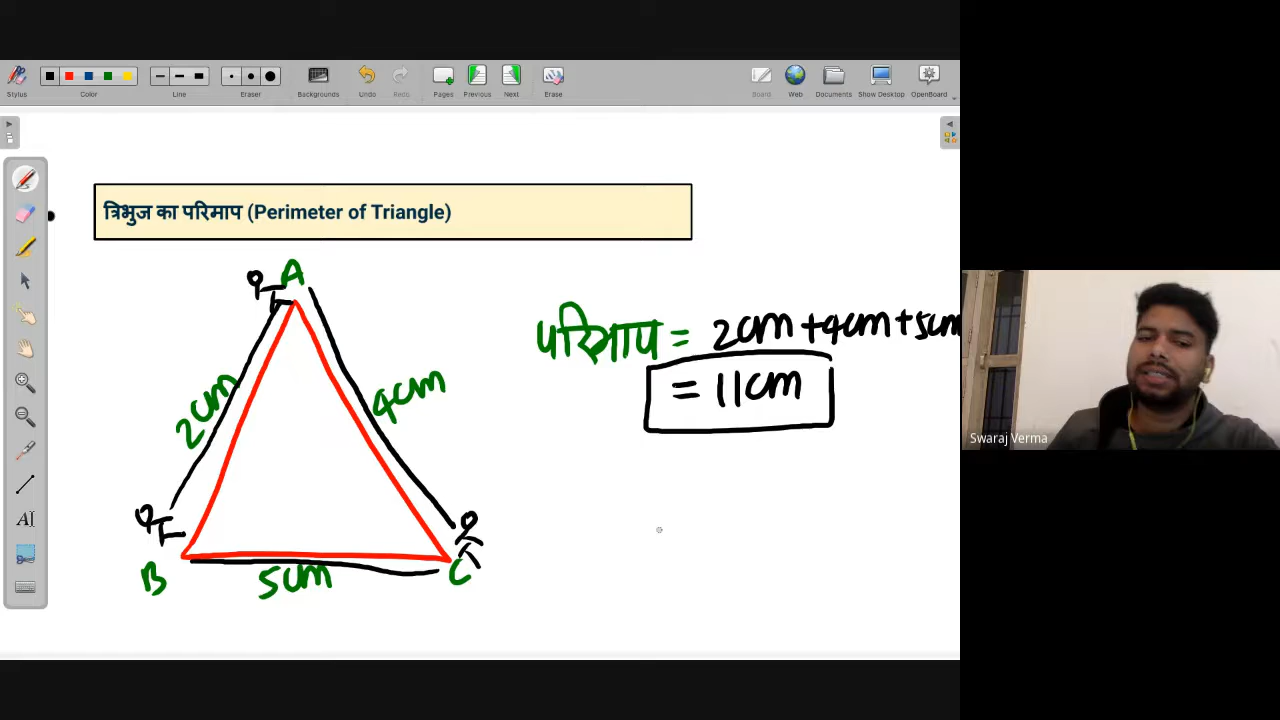 Stylus
Color
Line
Eraser
Backgrounds
Undo
Redo
Pages
Previous
Next
Erase
Board
Web
Documents
Show Desktop
OpenBoard
त्रिभुज का परिमाप (Perimeter of Triangle)
A
2cm
4cm
B
5cm
C
परिमाप = 2cm+4cm+5cm
= 11cm
AI
Swaraj Verma